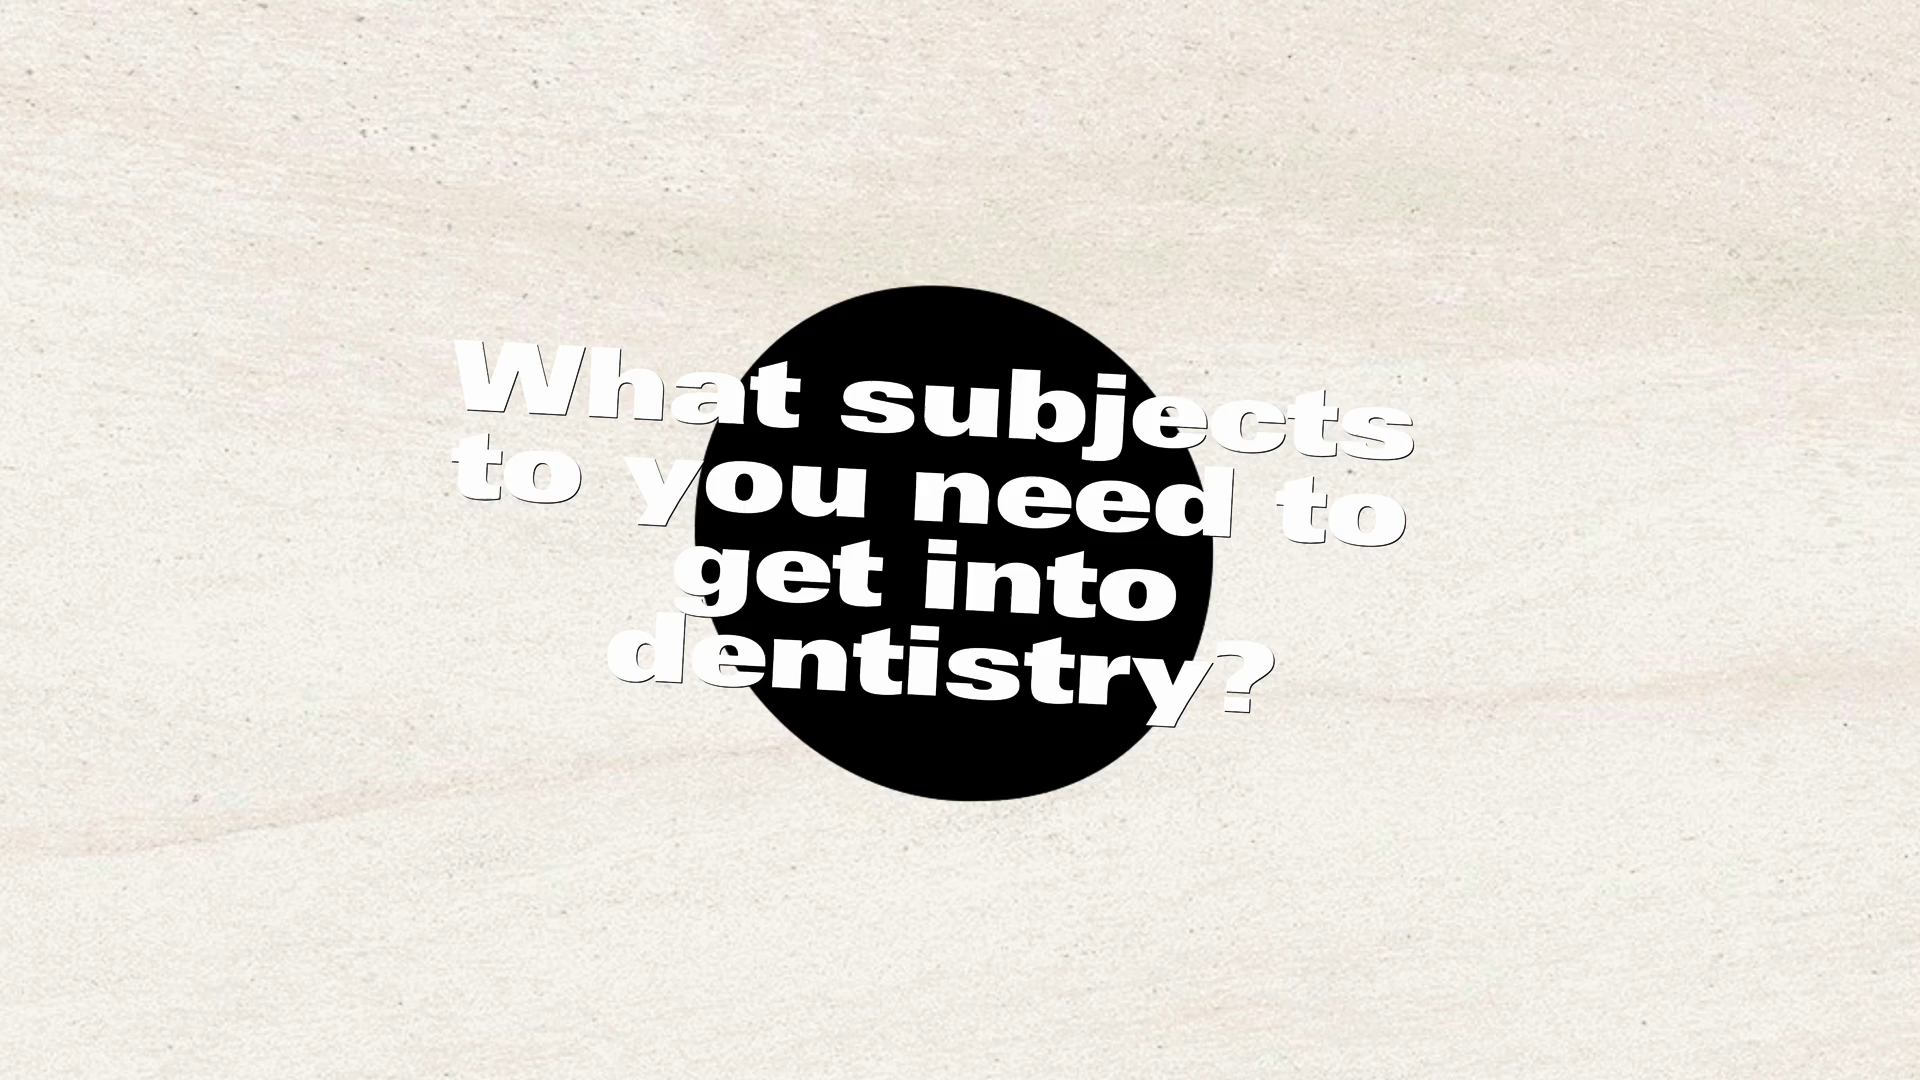 What subjects
to you need to
get into
dentistry?